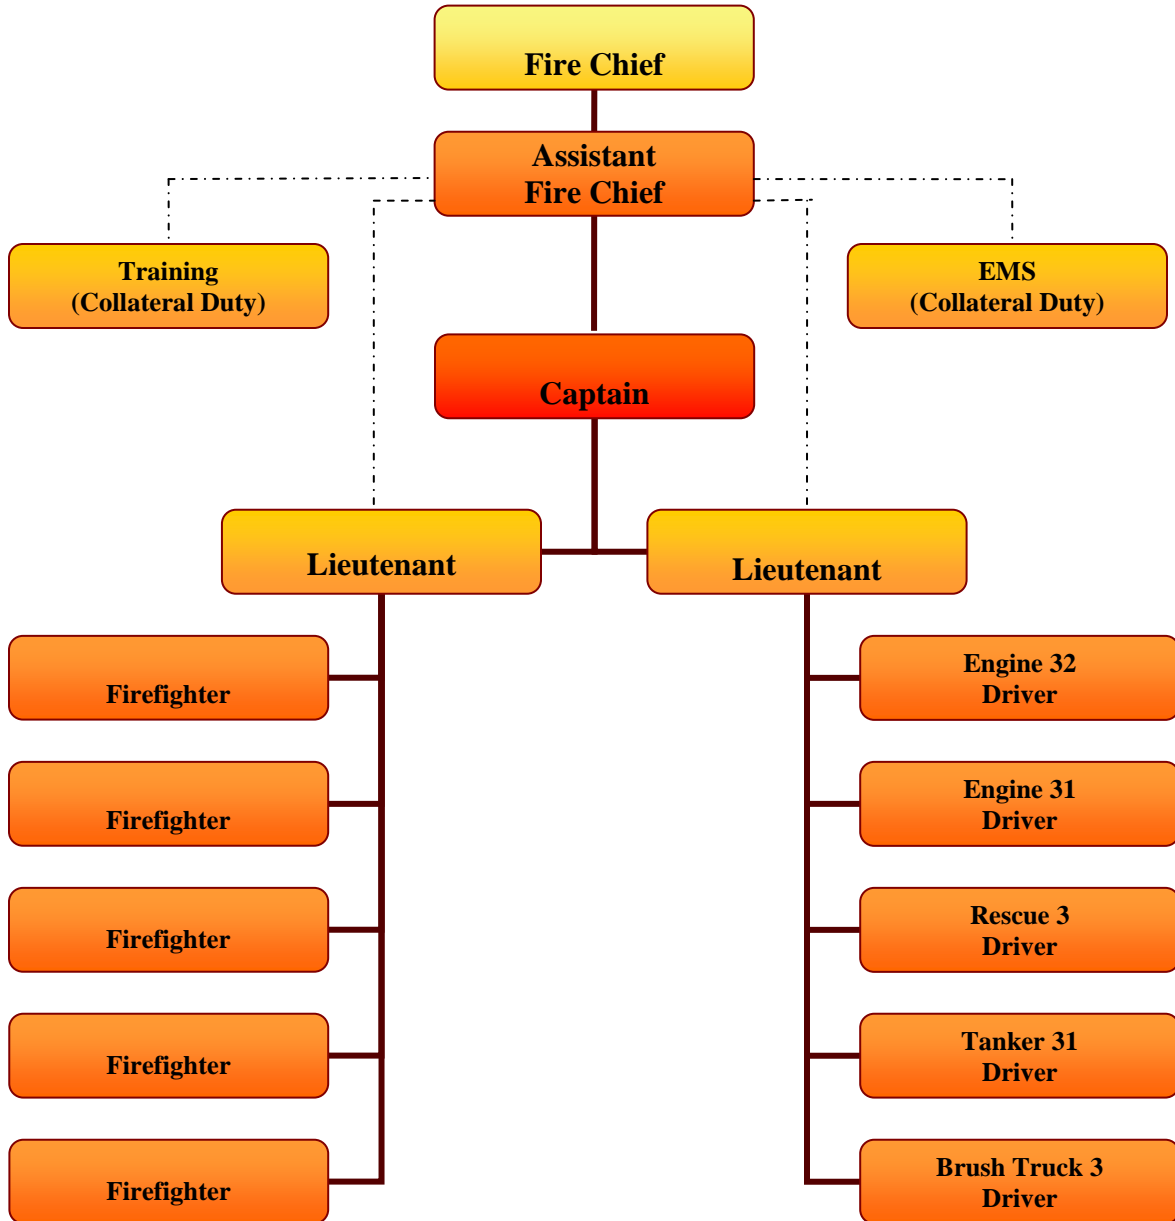 Fire Chief
Assistant
Fire Chief
Training
(Collateral Duty)
EMS
(Collateral Duty)
Captain
Lieutenant
Lieutenant
Firefighter
Engine 32
Driver
Firefighter
Engine 31
Driver
Firefighter
Rescue 3
Driver
Firefighter
Tanker 31
Driver
Firefighter
Brush Truck 3
Driver